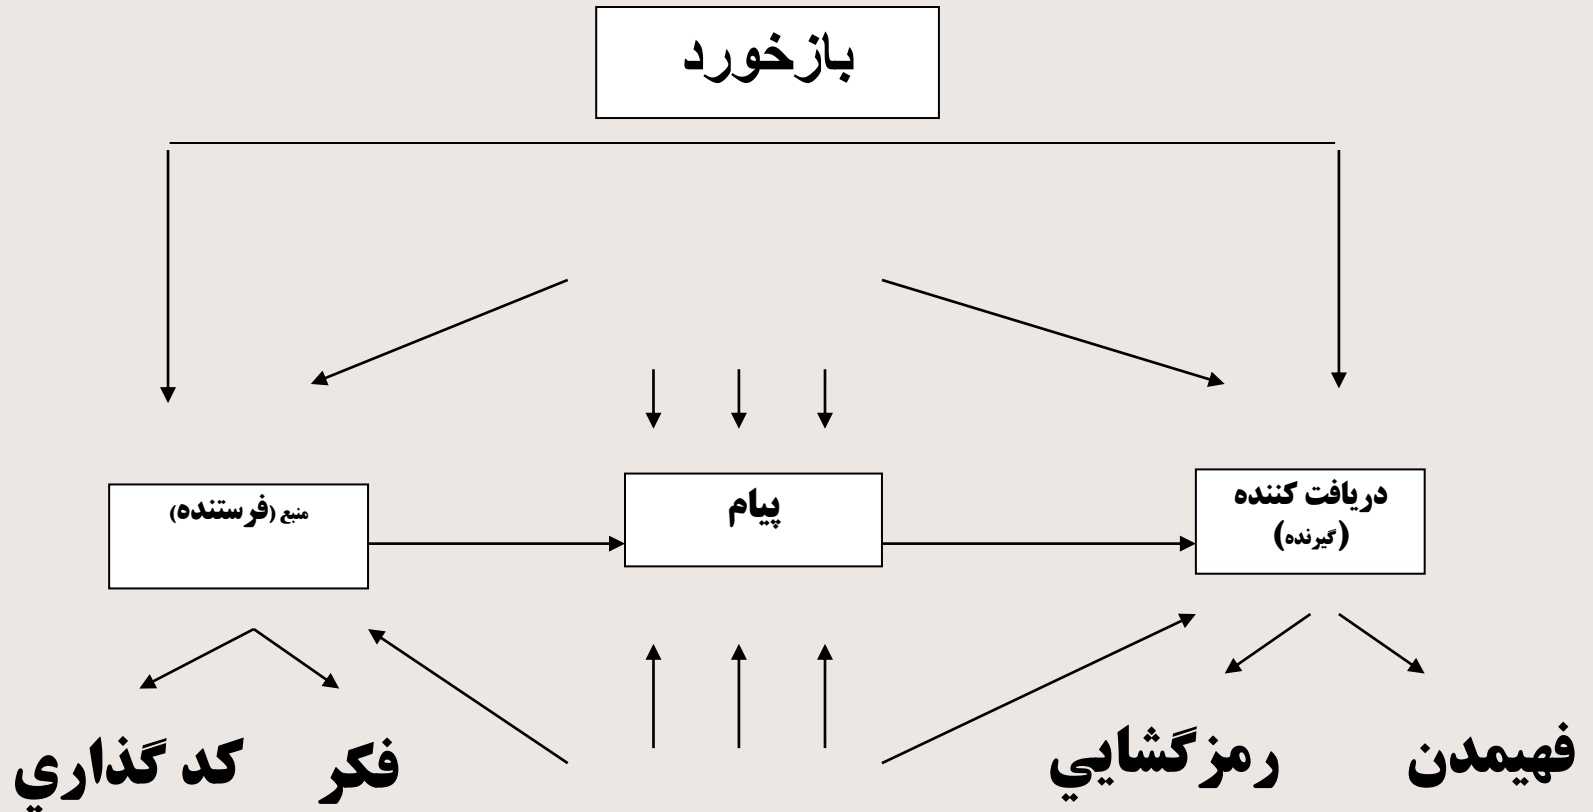 بازخورد
دريافت كننده
(گيرنده)
پيام
منبع (فرستنده)
فهيمدن
رمزگشايي
فكر
كد گذاري